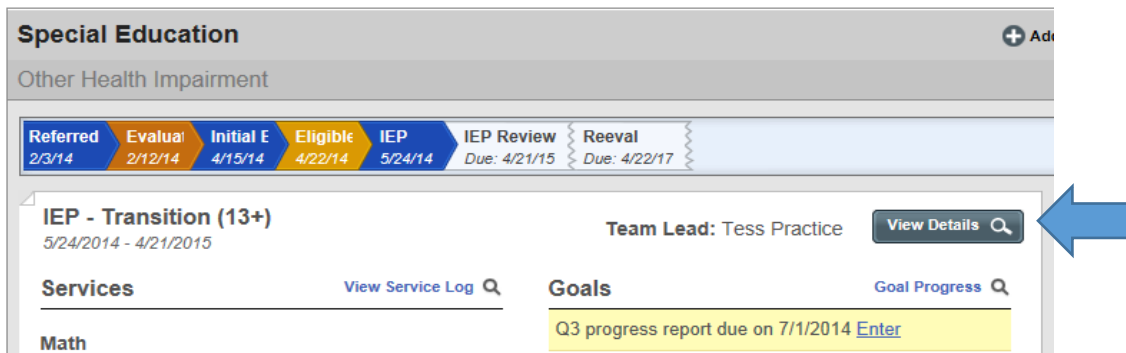 Special Education
Other Health Impairment
Referred Evaluat Initial E Eligible IEP IEP Review Reeval
2/3/14 2/12/14 4/15/14 4/22/14 5/24/14 Due: 4/21/15 Due: 4/22/17
IEP - Transition (13+)
5/24/2014 - 4/21/2015
Team Lead: Tess Practice View Details
Services View Service Log Goals Goal Progress
Q3 progress report due on 7/1/2014 Enter
Math